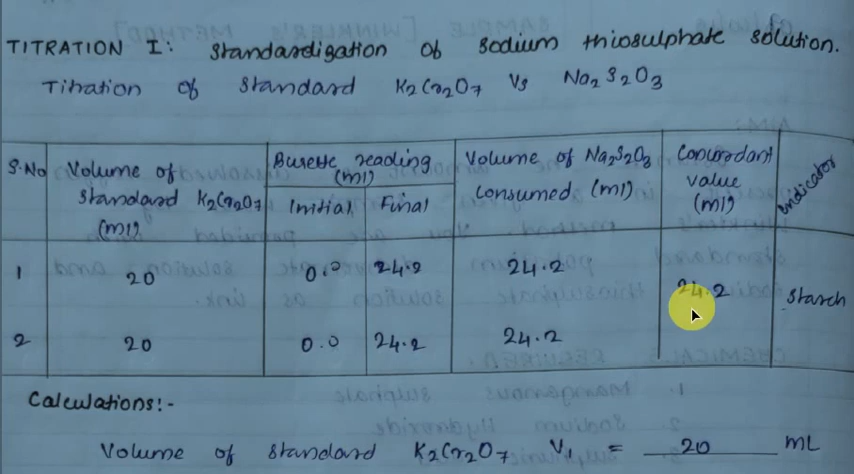 TITRATION I: Standardization of sodium thiosulphate solution.
Titration of standard K2Cr2O7 Vs Na2S2O3
S.No
Volume of standard K2Cr2O7 (ml)
Burette reading (ml)
Initial
Final
Volume of Na2S2O3 consumed (ml)
Concordant value (ml)
Indicator
1 20 0.0 24.2 24.2
24.2 Starch
2 20 0.0 24.2 24.2
Calculations:-
Volume of standard K2Cr2O7 V1 = 20 mL